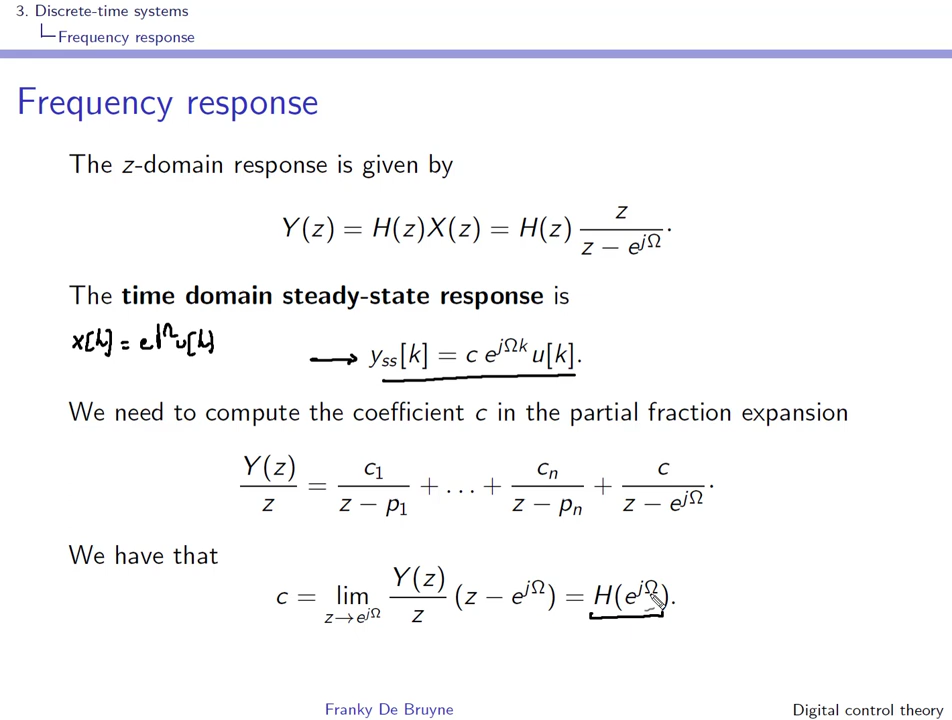 3. Discrete-time systems
Frequency response
Frequency response
The z-domain response is given by
Y(z) = H(z)X(z) = H(z) z / (z − e^{jΩ}).
The time domain steady-state response is
x[k] = e^{jΩ} u[k]
y_{ss}[k] = c e^{jΩk} u[k].
We need to compute the coefficient c in the partial fraction expansion
Y(z)/z = c_1/(z − p_1) + ... + c_n/(z − p_n) + c/(z − e^{jΩ}).
We have that
c = lim_{z→e^{jΩ}} Y(z)/z (z − e^{jΩ}) = H(e^{jΩ}).
Franky De Bruyne Digital control theory